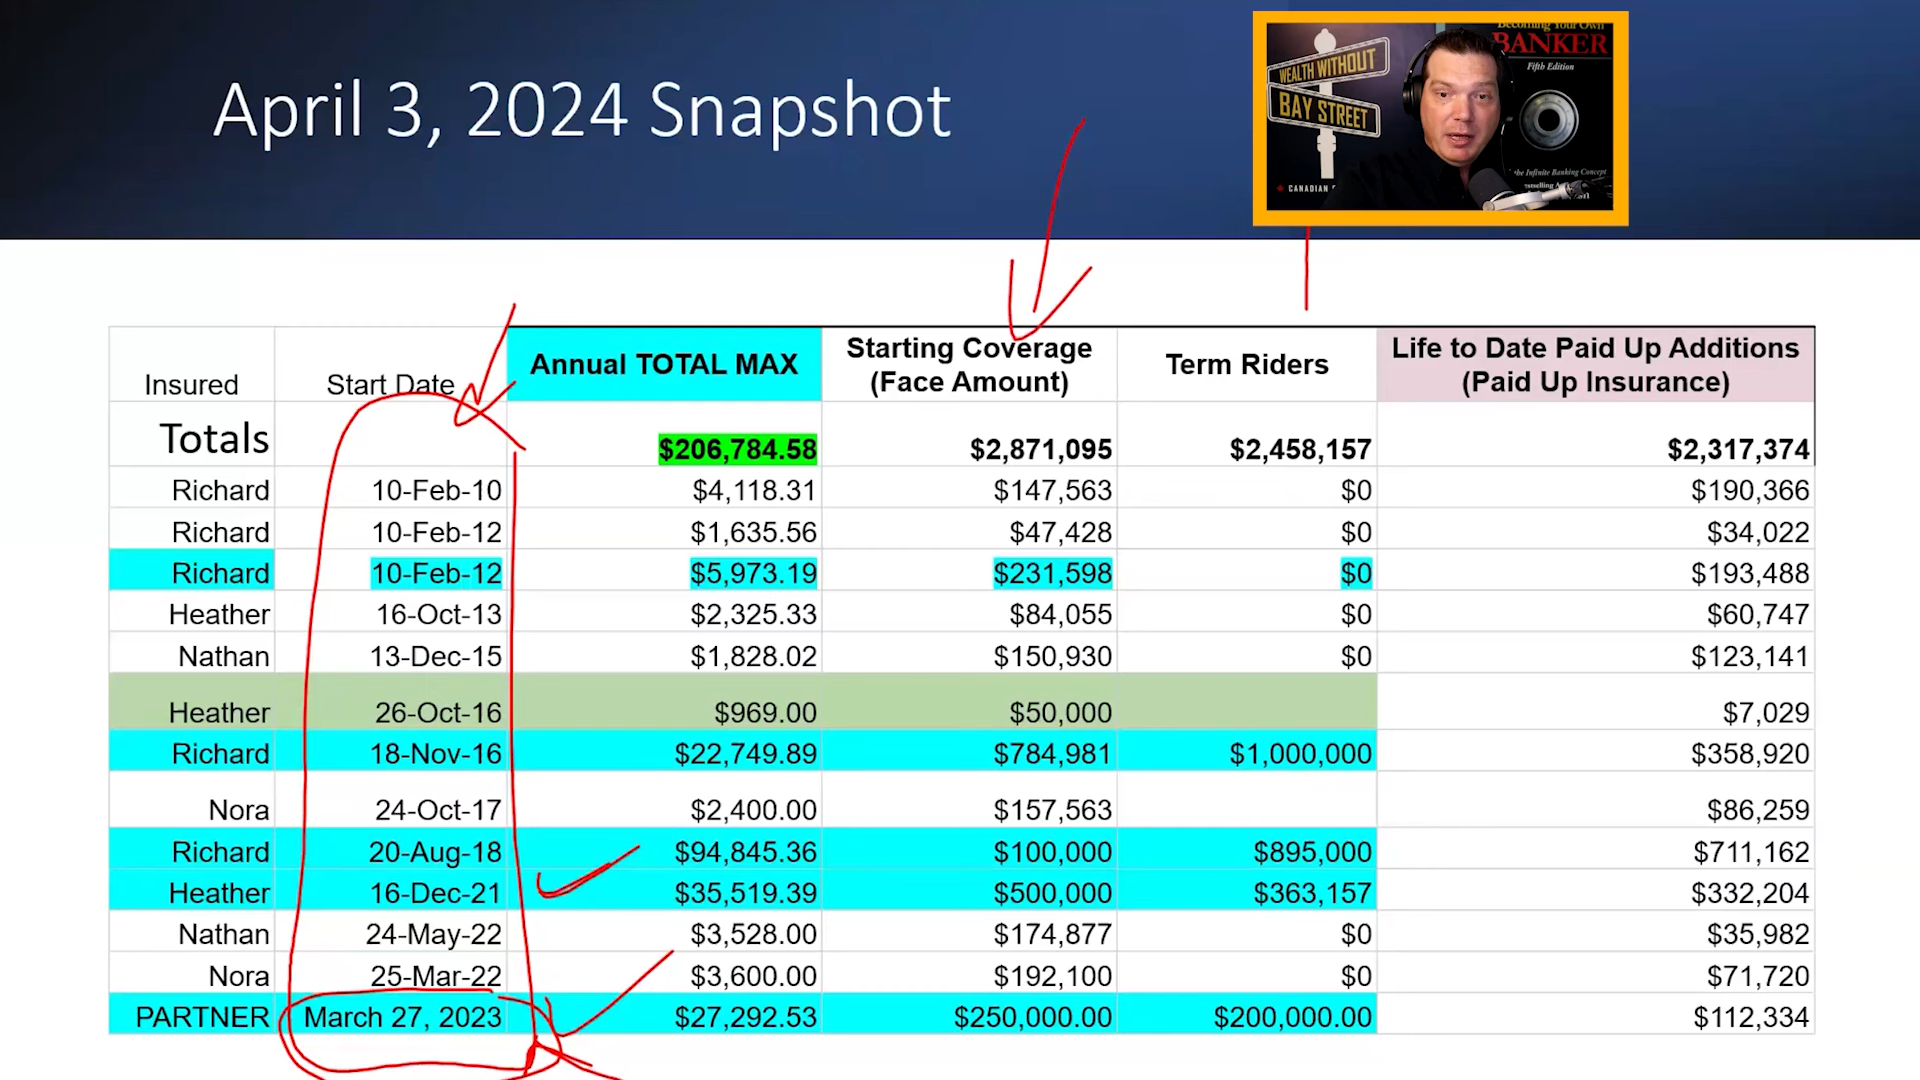 April 3, 2024 Snapshot
WEALTH WITHOUT
BAY STREET
CANADIAN
Becoming Your Own
BANKER
Fifth Edition
the Infinite Banking Concept
Insured Start Date Annual TOTAL MAX Starting Coverage (Face Amount) Term Riders Life to Date Paid Up Additions (Paid Up Insurance)
Totals $206,784.58 $2,871,095 $2,458,157 $2,317,374
Richard 10-Feb-10 $4,118.31 $147,563 $0 $190,366
Richard 10-Feb-12 $1,635.56 $47,428 $0 $34,022
Richard 10-Feb-12 $5,973.19 $231,598 $0 $193,488
Heather 16-Oct-13 $2,325.33 $84,055 $0 $60,747
Nathan 13-Dec-15 $1,828.02 $150,930 $0 $123,141
Heather 26-Oct-16 $969.00 $50,000 $7,029
Richard 18-Nov-16 $22,749.89 $784,981 $1,000,000 $358,920
Nora 24-Oct-17 $2,400.00 $157,563 $86,259
Richard 20-Aug-18 $94,845.36 $100,000 $895,000 $711,162
Heather 16-Dec-21 $35,519.39 $500,000 $363,157 $332,204
Nathan 24-May-22 $3,528.00 $174,877 $0 $35,982
Nora 25-Mar-22 $3,600.00 $192,100 $0 $71,720
PARTNER March 27, 2023 $27,292.53 $250,000.00 $200,000.00 $112,334